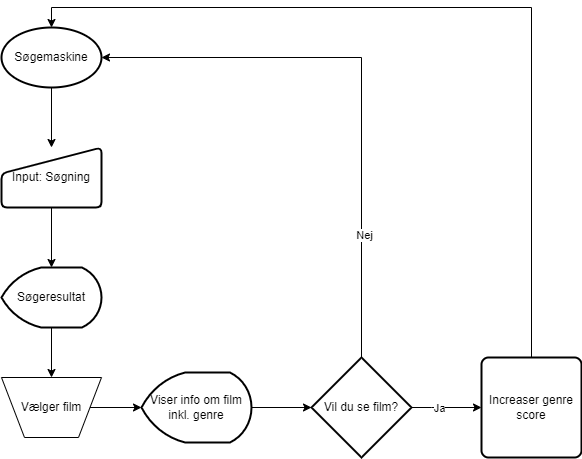 Søgemaskine
Input: Søgning
Nej
Søgeresultat
Vælger film
Viser info om film
inkl. genre
Vil du se film?
Ja
Increaser genre
score